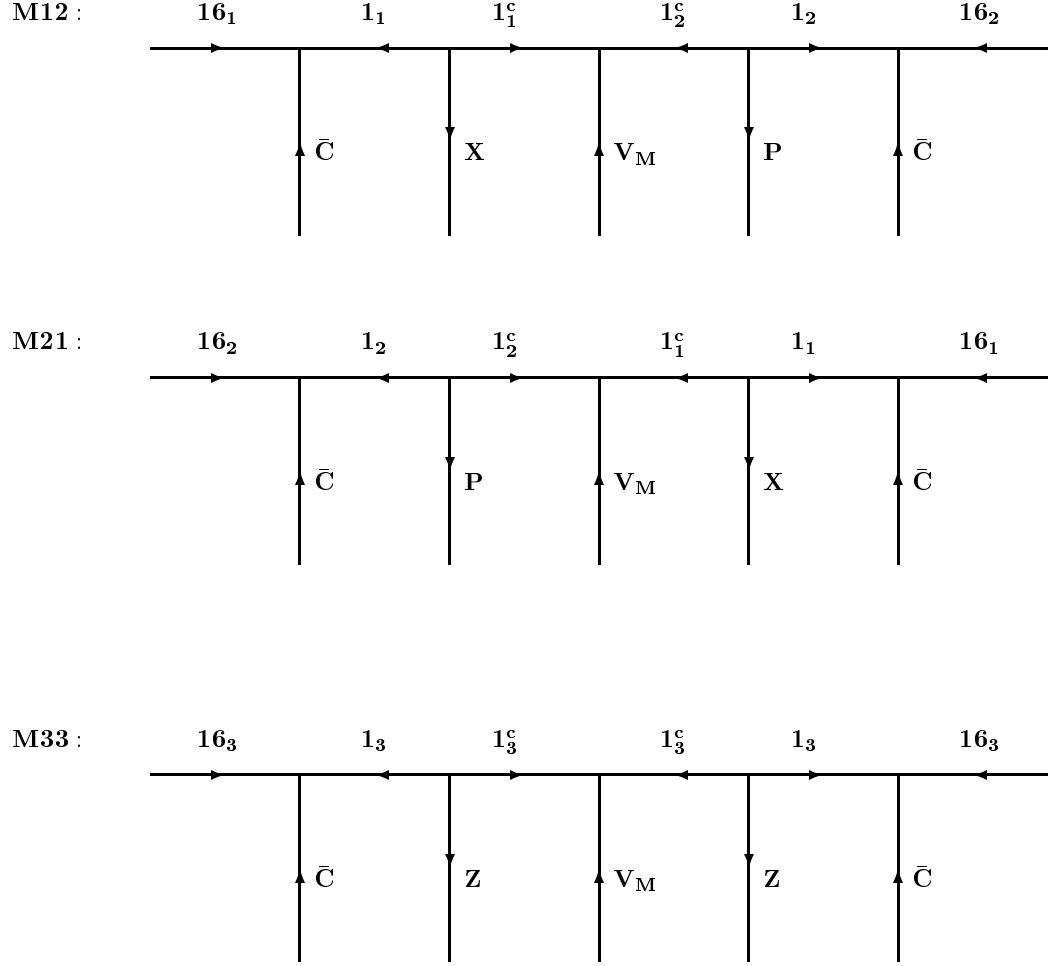 M12 : 16₁ 1₁ 1₁ᶜ 1₂ᶜ 1₂ 16₂
C̄ X V_M P C̄
M21 : 16₂ 1₂ 1₂ᶜ 1₁ᶜ 1₁ 16₁
C̄ P V_M X C̄
M33 : 16₃ 1₃ 1₃ᶜ 1₃ᶜ 1₃ 16₃
C̄ Z V_M Z C̄